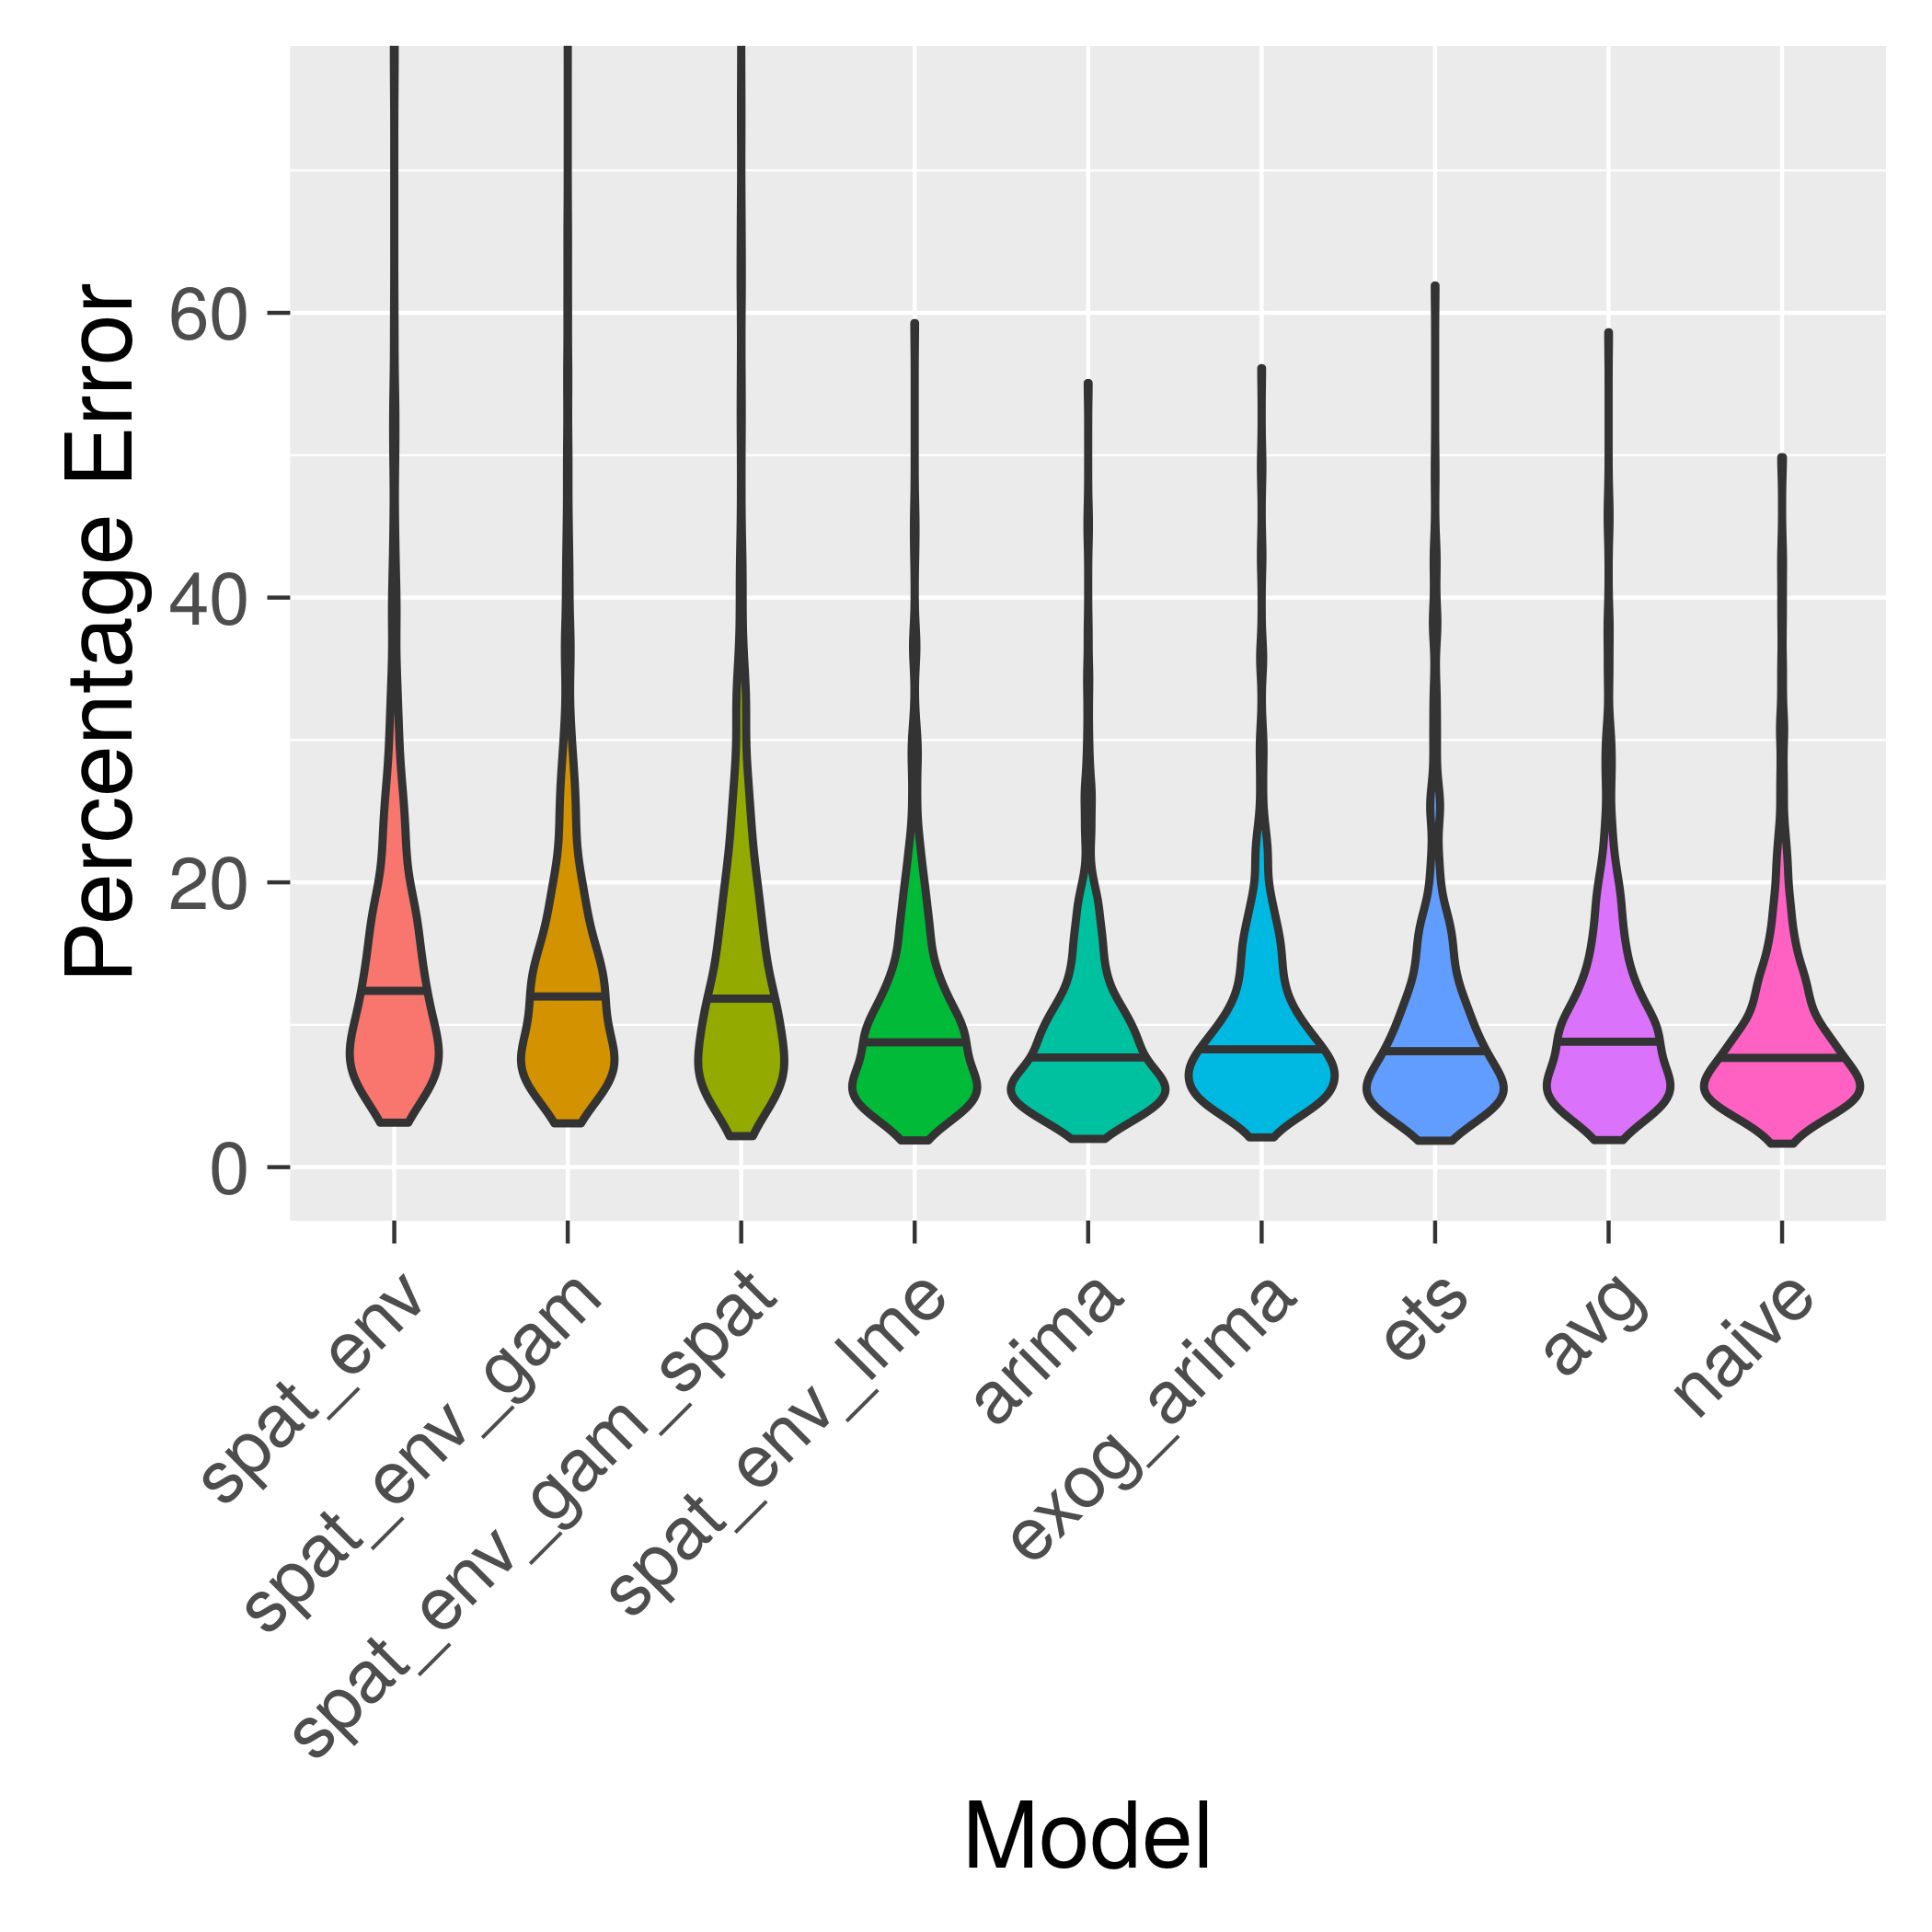 Percentage Error
60
40
20
0
spat_env
spat_env_gam
spat_env_gam_spat
spat_env_lme
arima
exog_arima
ets
avg
naive
Model